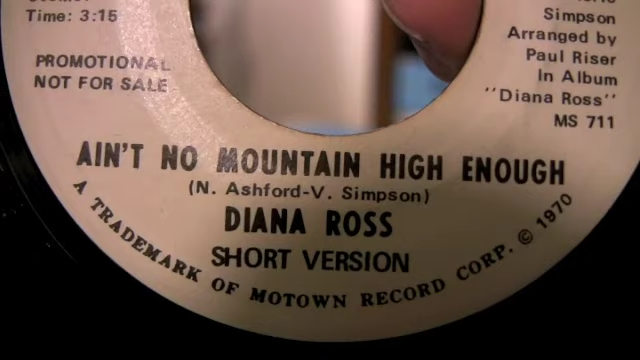 Time: 3:15
PROMOTIONAL
NOT FOR SALE
Simpson
Arranged by
Paul Riser
In Album
"Diana Ross"
MS 711
AIN'T NO MOUNTAIN HIGH ENOUGH
(N. Ashford-V. Simpson)
DIANA ROSS
SHORT VERSION
A TRADEMARK OF MOTOWN RECORD CORP. © 1970